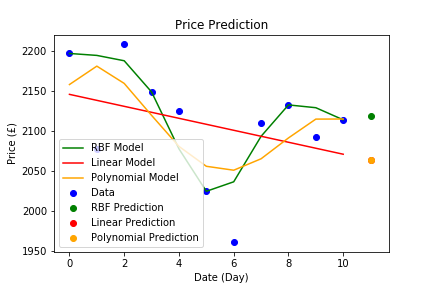 Price Prediction
2200
2150
2100
2050
2000
1950
Price (£)
RBF Model
Linear Model
Polynomial Model
Data
RBF Prediction
Linear Prediction
Polynomial Prediction
0 2 4 6 8 10
Date (Day)